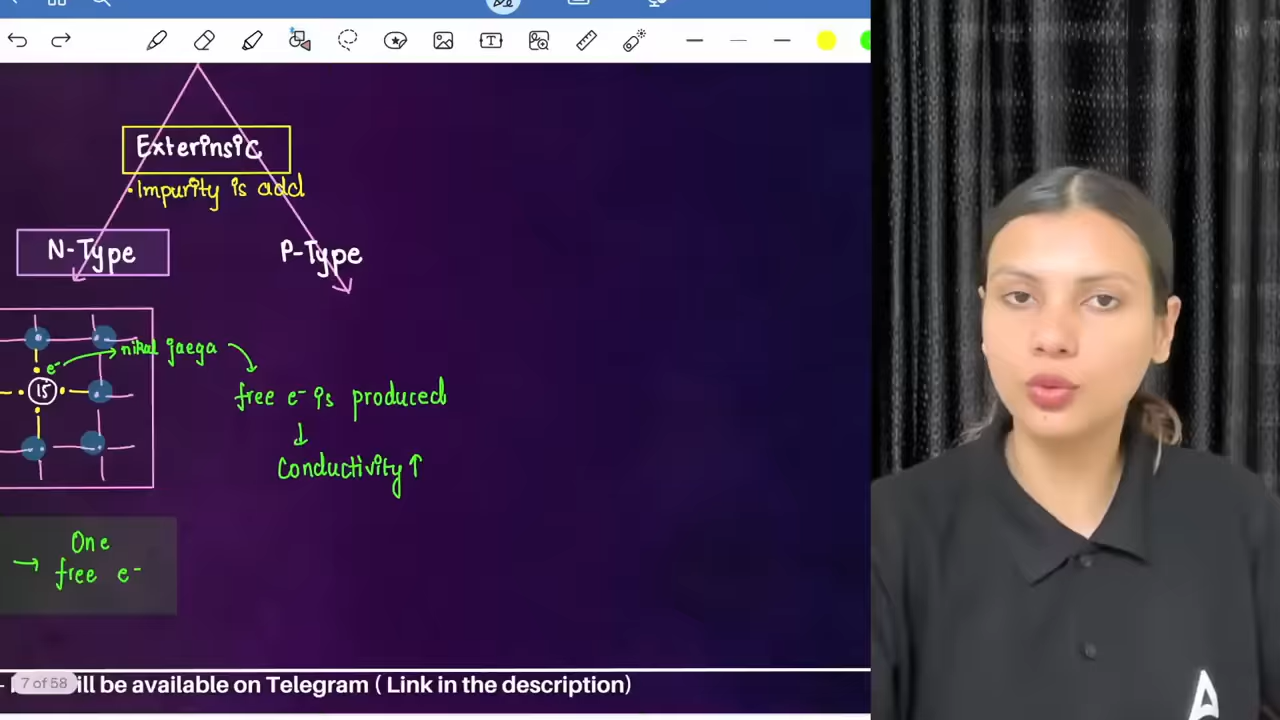 Exterinsic
• Impurity is add
N-Type
P-Type
e-
nikal jaega
15
free e- is produced
↓
Conductivity ↑
→ One
free e-
7 of 58
ill be available on Telegram ( Link in the description)